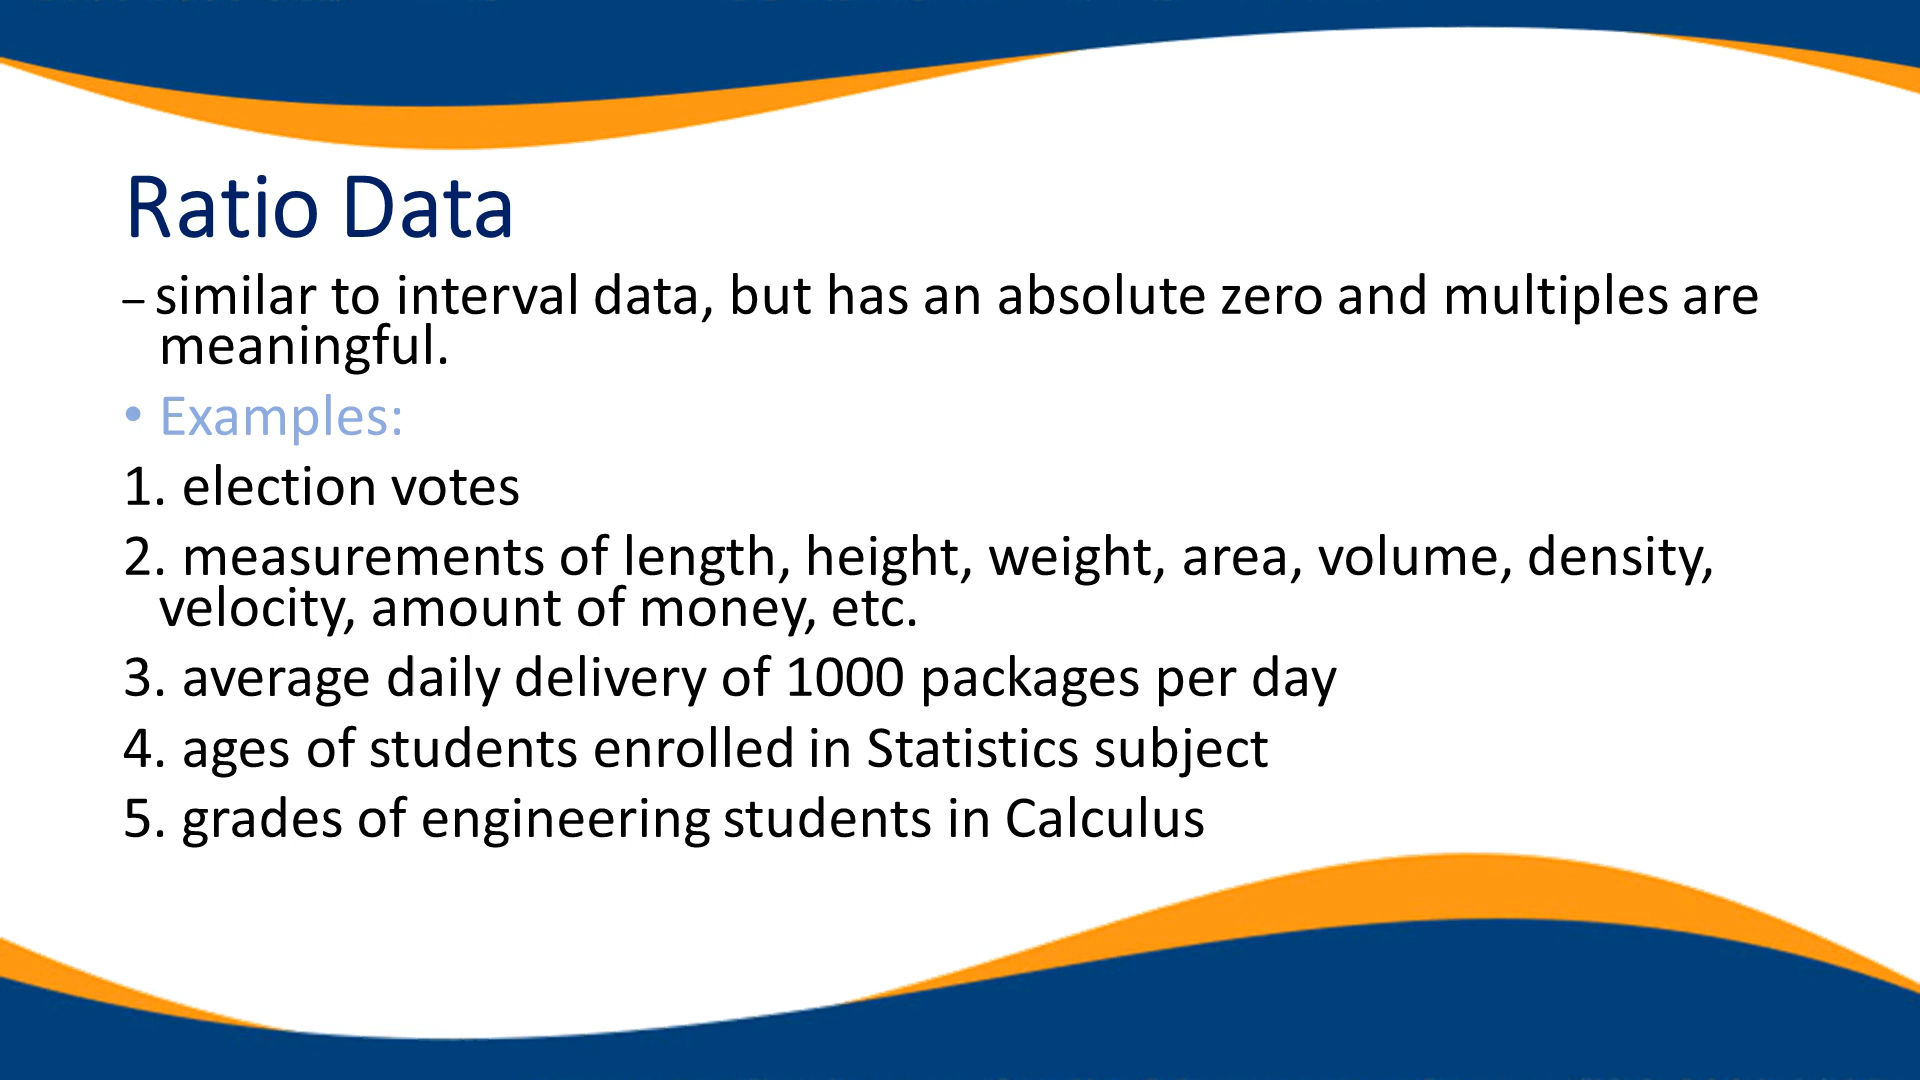 Ratio Data
– similar to interval data, but has an absolute zero and multiples are
meaningful.
• Examples:
1. election votes
2. measurements of length, height, weight, area, volume, density,
velocity, amount of money, etc.
3. average daily delivery of 1000 packages per day
4. ages of students enrolled in Statistics subject
5. grades of engineering students in Calculus